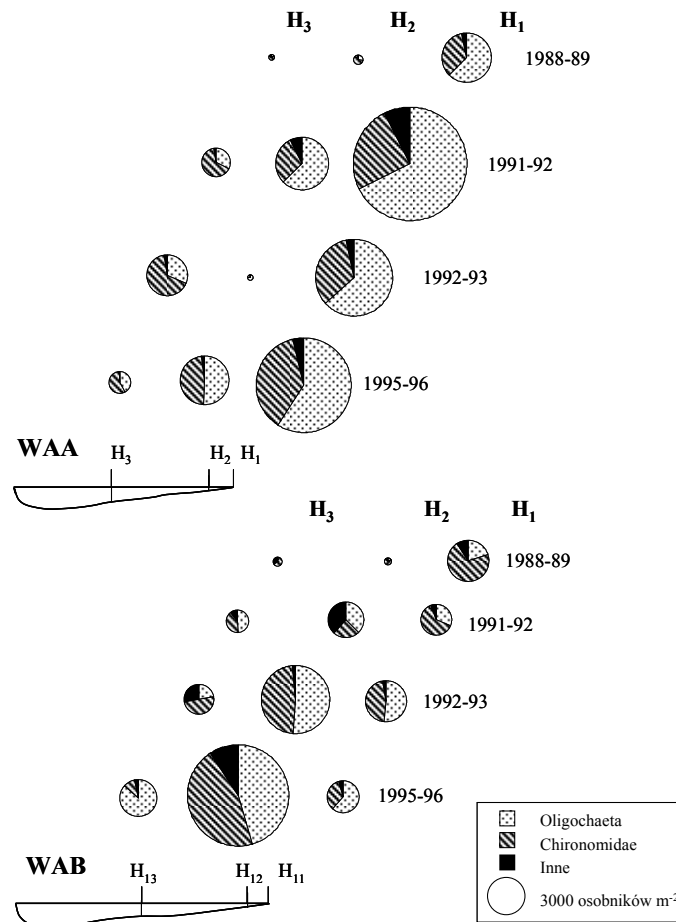 H₃ H₂ H₁
1988-89
1991-92
1992-93
1995-96
WAA
H₃ H₂ H₁
H₃ H₂ H₁
1988-89
1991-92
1992-93
1995-96
WAB
H₁₃ H₁₂ H₁₁
Oligochaeta
Chironomidae
Inne
3000 osobników m⁻²